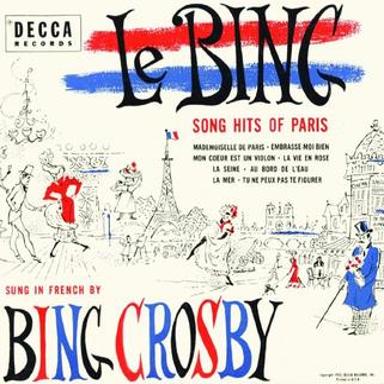 DECCA
RECORDS
Le BING
SONG HITS OF PARIS
MADEMOISELLE DE PARIS · EMBRASSE MOI BIEN
MON COEUR EST UN VIOLON · LA VIE EN ROSE
LA SEINE · AU BORD DE L'EAU
LA MER · TU NE PEUX PAS TE FIGURER
SUNG IN FRENCH BY
BING CROSBY